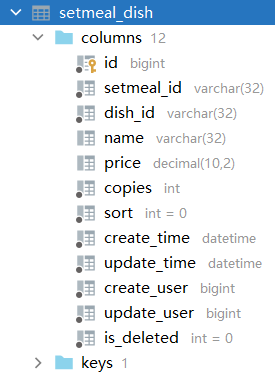 setmeal_dish
columns 12
id bigint
setmeal_id varchar(32)
dish_id varchar(32)
name varchar(32)
price decimal(10,2)
copies int
sort int = 0
create_time datetime
update_time datetime
create_user bigint
update_user bigint
is_deleted int = 0
keys 1